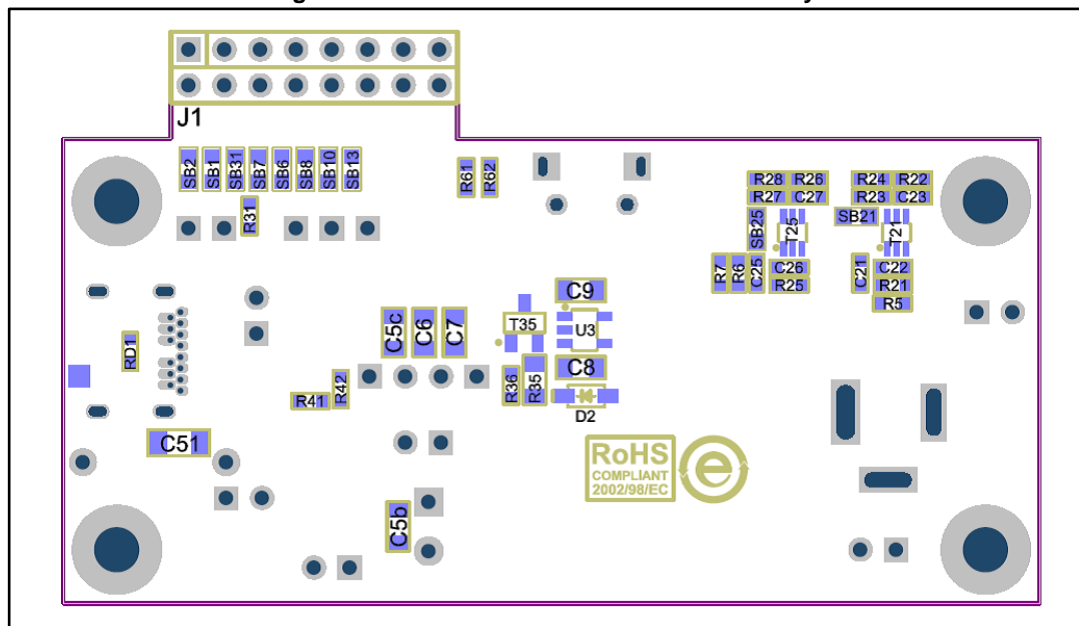 J1
SB2
SB1
SB31
SB7
SB6
SB8
SB10
SB13
R31
R61
R62
R28
R26
R24
R22
R27
C27
R23
C23
SB25
T25
SB21
T21
R7
R6
C25
C26
C21
C22
R25
R21
R5
C9
C5c
C6
C7
T35
U3
RD1
C8
R41
R42
R36
R35
D2
C51
RoHS
COMPLIANT
2002/98/EC
e
C5b